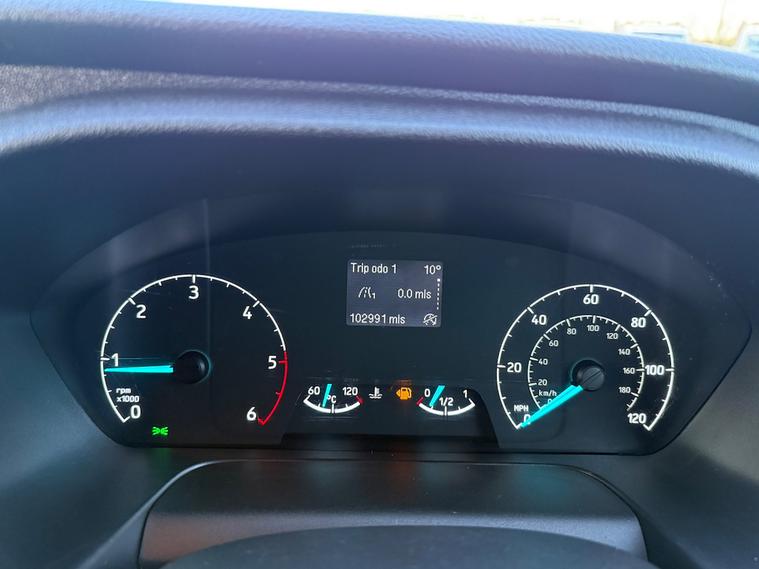 Trip odo 1 10°
1 0.0 mls
102991 mls
0 1 2 3 4 5 6
rpm
x1000
60 120
°C
0 1/2 1
0 20 40 60 80 100 120
MPH
0 20 40 60 80 100 120 140 160 180
km/h